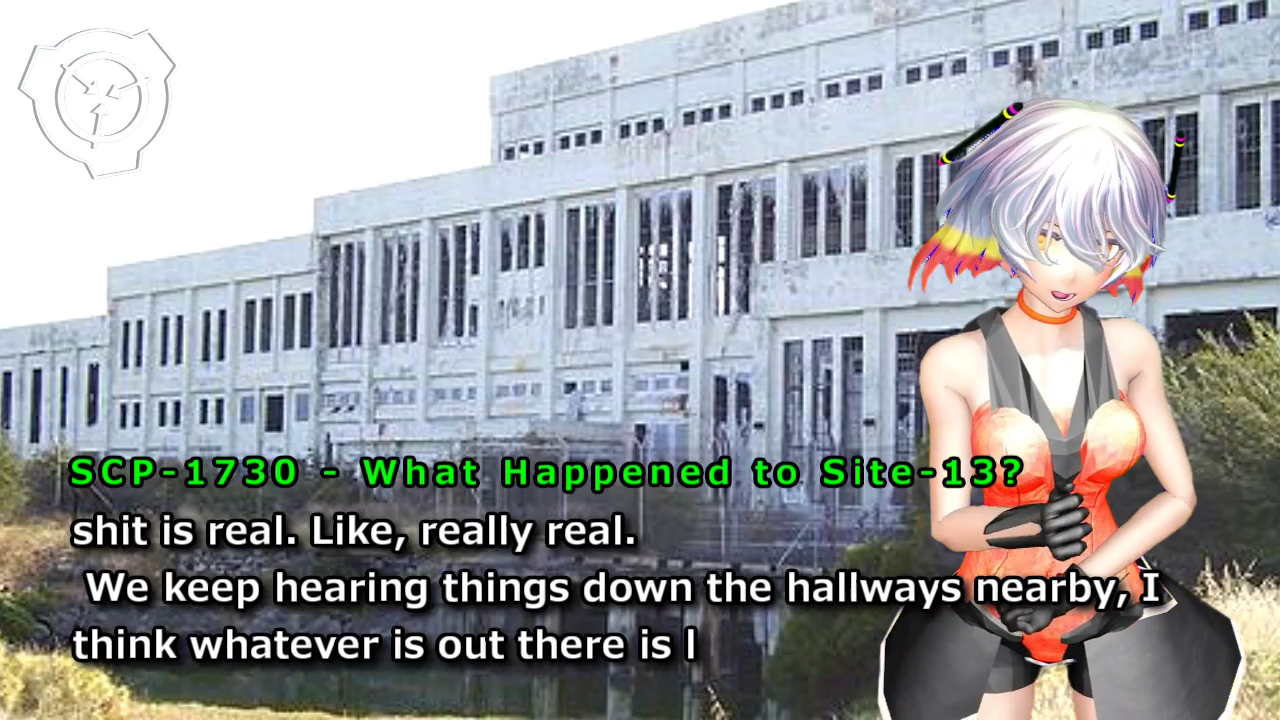 SCP-1730 - What Happened to Site-13?
shit is real. Like, really real.
We keep hearing things down the hallways nearby, I
think whatever is out there is l